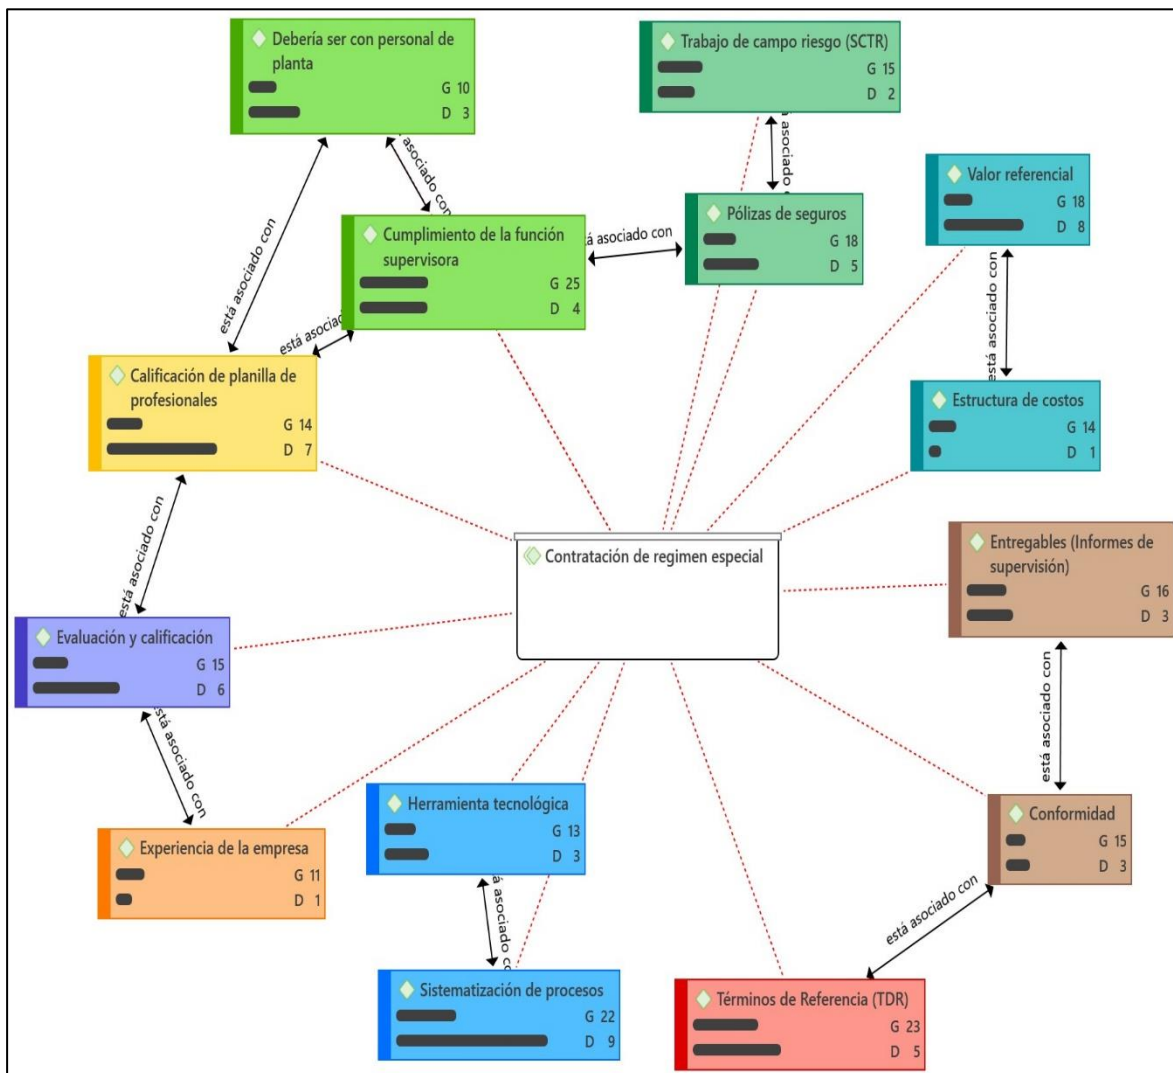 Debería ser con personal de
planta
G 10
D 3
Trabajo de campo riesgo (SCTR)
G 15
D 2
asociado con
asociado
Valor referencial
G 18
D 8
Pólizas de seguros
G 18
D 5
está asociado con
Cumplimiento de la función
supervisora
G 25
D 4
asociado con
está asociado con
está asociado
Calificación de planilla de
profesionales
G 14
D 7
Estructura de costos
G 14
D 1
está asociado con
Contratación de regimen especial
Entregables (Informes de
supervisión)
G 16
D 3
Evaluación y calificación
G 15
D 6
está asociado con
está asociado con
Herramienta tecnológica
G 13
D 3
Conformidad
G 15
D 3
Experiencia de la empresa
G 11
D 1
asociado
está asociado con
Sistematización de procesos
G 22
D 9
Términos de Referencia (TDR)
G 23
D 5